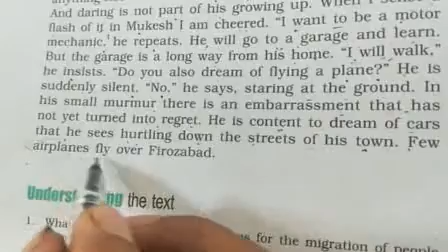 And daring is not part of his growing up. When I sense a
flash of it in Mukesh I am cheered. “I want to be a motor
mechanic,’ he repeats. He will go to a garage and learn.
But the garage is a long way from his home. “I will walk,”
he insists. “Do you also dream of flying a plane?” He is
suddenly silent. “No,” he says, staring at the ground. In
his small murmur there is an embarrassment that has
not yet turned into regret. He is content to dream of cars
that he sees hurtling down the streets of his town. Few
airplanes fly over Firozabad.
the text
1. for the migration of people